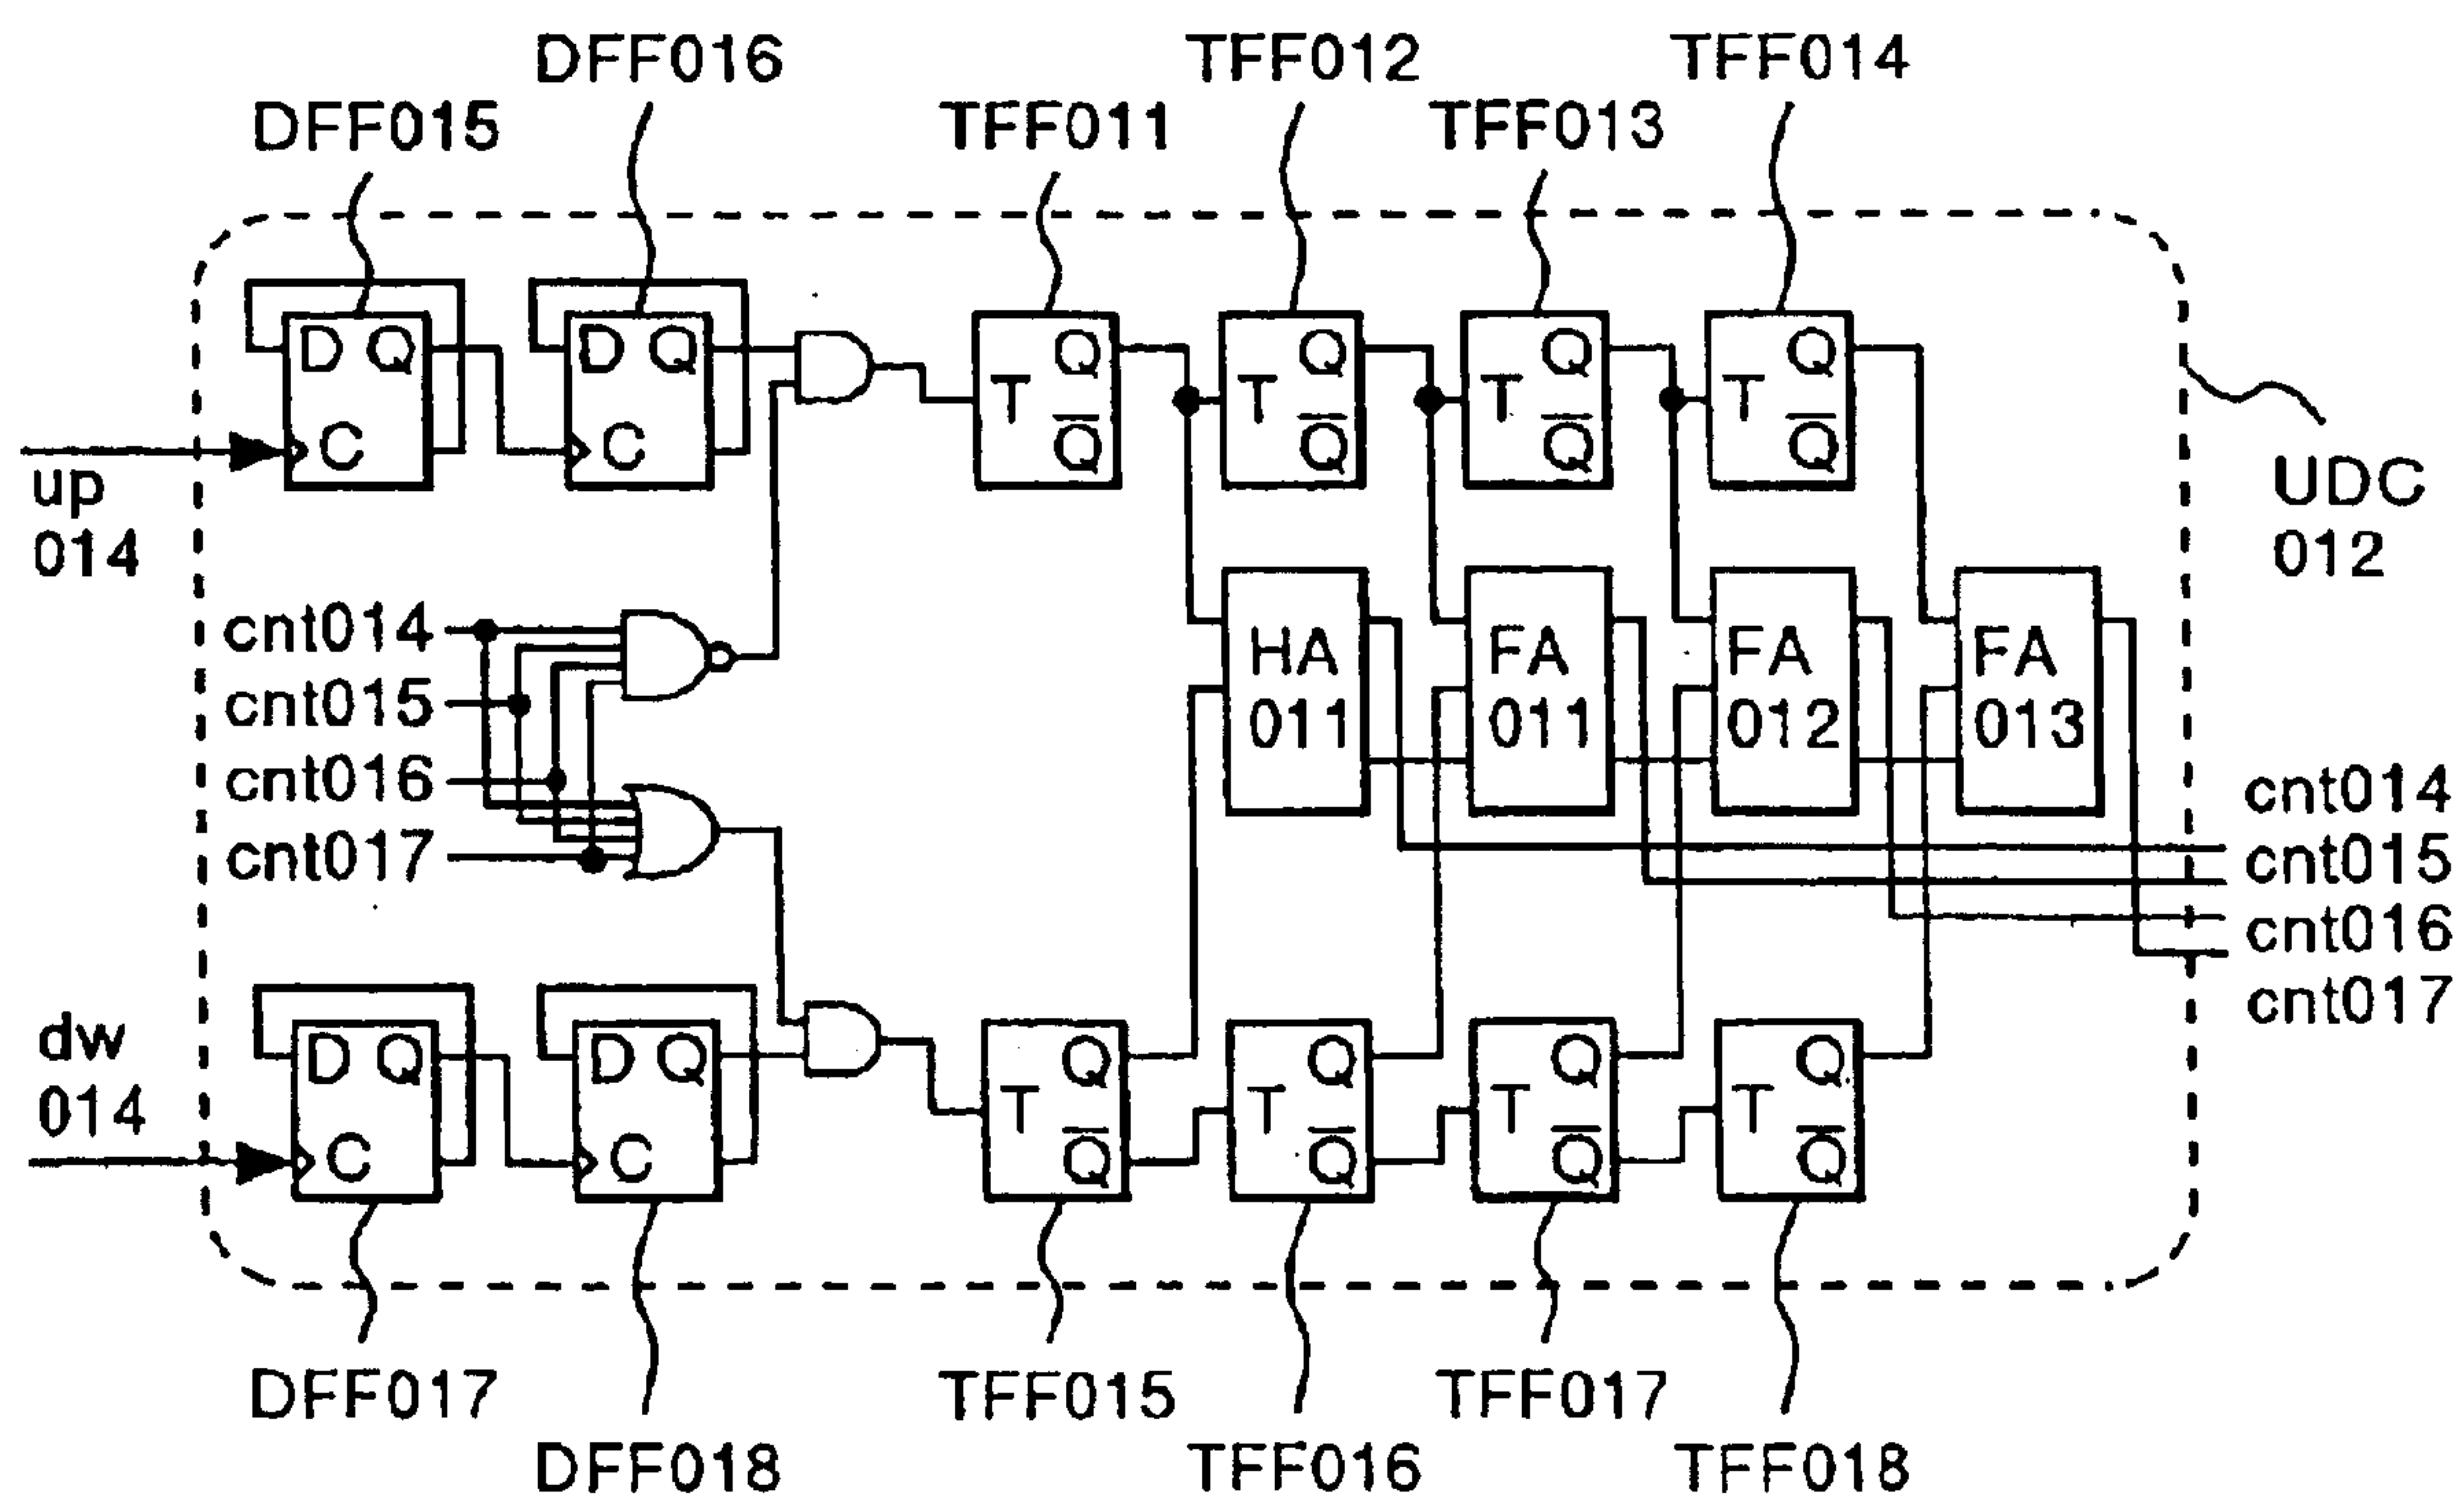 DFF016
TFF012
TFF014
DFF015
TFF011
TFF013
D Q
C
D Q
C
T Q
Q̅
T Q
Q̅
T Q
Q̅
T Q
Q̅
up
014
UDC
012
cnt014
cnt015
cnt016
cnt017
HA
011
FA
011
FA
012
FA
013
cnt014
cnt015
cnt016
cnt017
dw
014
D Q
C
D Q
C
T Q
Q̅
T Q
Q̅
T Q
Q̅
T Q
Q̅
DFF017
TFF015
TFF017
DFF018
TFF016
TFF018